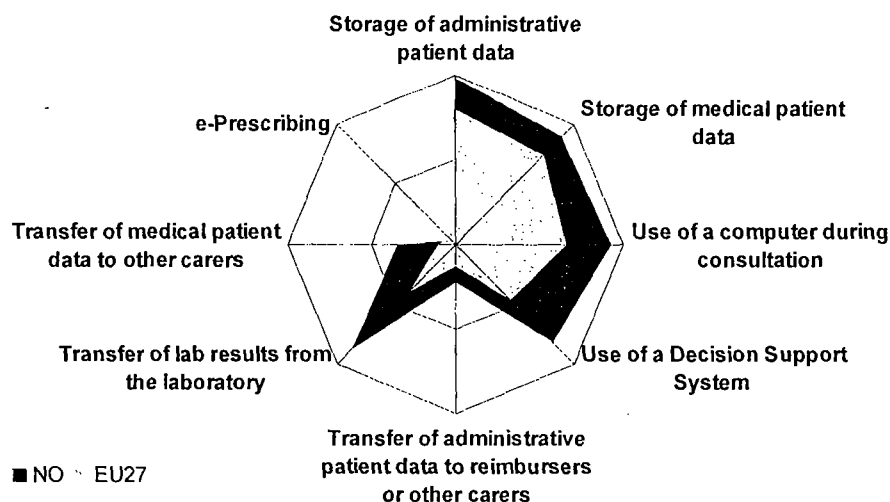 Storage of administrative
patient data
Storage of medical patient
data
e-Prescribing
Transfer of medical patient
data to other carers
Use of a computer during
consultation
Transfer of lab results from
the laboratory
Use of a Decision Support
System
Transfer of administrative
patient data to reimbursers
or other carers
NO EU27